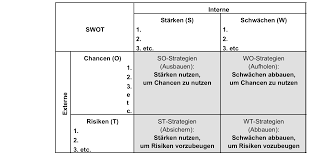 Interne
SWOT
Stärken (S)
1.
2.
3. etc.
Schwächen (W)
1.
2.
3. etc.
Externe
Chancen (O)
1.
2.
3.
e
t
c.
SO-Strategien
(Ausbauen):
Stärken nutzen,
um Chancen zu nutzen
WO-Strategien
(Aufholen):
Schwächen abbauen,
um Chancen zu nutzen
Risiken (T)
1.
2.
3. etc.
ST-Strategien
(Absichern):
Stärken nutzen,
um Risiken vorzubeugen
WT-Strategien
(Abbauen):
Schwächen abbauen,
um Risiken vorzubeugen